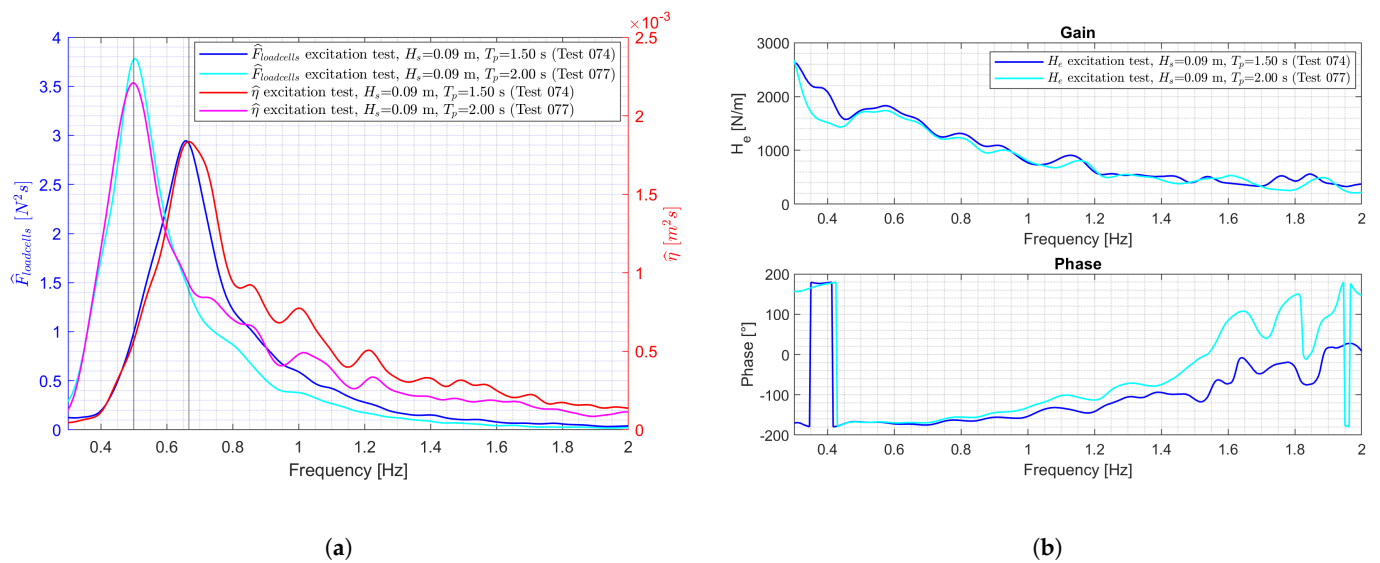 ×10⁻³
4
3.5
3
2.5
2
1.5
1
0.5
0
2.5
2
1.5
1
0.5
0
F̂loadcells [N²s]
η̂ [m²s]
F̂loadcells excitation test, Hs=0.09 m, Tp=1.50 s (Test 074)
F̂loadcells excitation test, Hs=0.09 m, Tp=2.00 s (Test 077)
η̂ excitation test, Hs=0.09 m, Tp=1.50 s (Test 074)
η̂ excitation test, Hs=0.09 m, Tp=2.00 s (Test 077)
0.4 0.6 0.8 1 1.2 1.4 1.6 1.8 2
Frequency [Hz]
(a)
Gain
3000
2000
1000
0
He [N/m]
He excitation test, Hs=0.09 m, Tp=1.50 s (Test 074)
He excitation test, Hs=0.09 m, Tp=2.00 s (Test 077)
0.4 0.6 0.8 1 1.2 1.4 1.6 1.8 2
Frequency [Hz]
Phase
200
100
0
-100
-200
Phase [°]
0.4 0.6 0.8 1 1.2 1.4 1.6 1.8 2
Frequency [Hz]
(b)